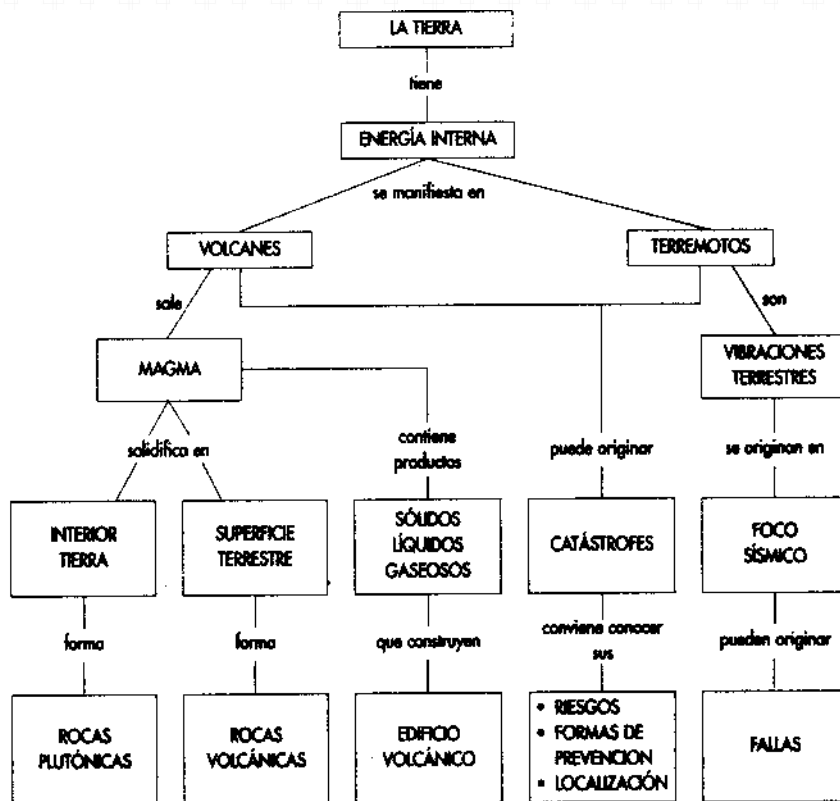 LA TIERRA
tiene
ENERGÍA INTERNA
se manifiesta en
VOLCANES
TERREMOTOS
sale
son
MAGMA
VIBRACIONES
TERRESTRES
solidifica en
contiene
productos
puede originar
se originan en
INTERIOR
TIERRA
SUPERFICIE
TERRESTRE
SÓLIDOS
LÍQUIDOS
GASEOSOS
CATÁSTROFES
FOCO
SÍSMICO
forma
forma
que construyen
conviene conocer
sus
pueden originar
ROCAS
PLUTÓNICAS
ROCAS
VOLCÁNICAS
EDIFICIO
VOLCÁNICO
• RIESGOS
• FORMAS DE
PREVENCION
• LOCALIZACIÓN
FALLAS